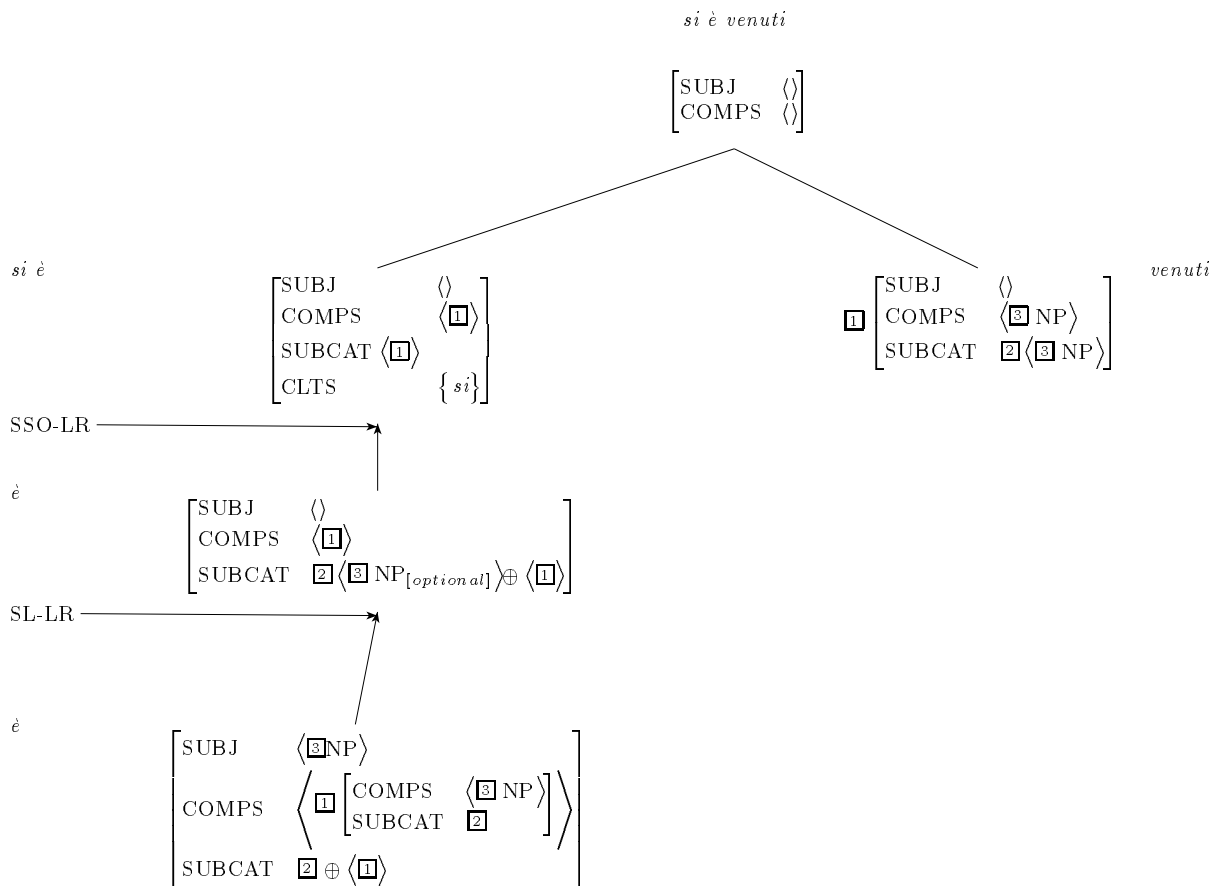 si è venuti
SUBJ ⟨⟩
COMPS ⟨⟩
si è
SUBJ ⟨⟩
COMPS ⟨1⟩
SUBCAT ⟨1⟩
CLTS { si}
1
SUBJ ⟨⟩
COMPS ⟨3 NP⟩
SUBCAT 2 ⟨3 NP⟩
venuti
SSO-LR
è
SUBJ ⟨⟩
COMPS ⟨1⟩
SUBCAT 2 ⟨3 NP[optional]⟩⊕ ⟨1⟩
SL-LR
è
SUBJ ⟨3NP⟩
COMPS ⟨1 [COMPS ⟨3 NP⟩
SUBCAT 2]⟩
SUBCAT 2 ⊕ ⟨1⟩